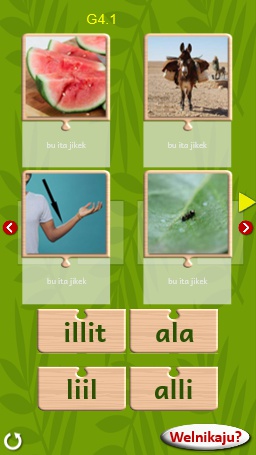 G4.1
bu ita jikek
bu ita jikek
bu ita jikek
bu ita jikek
illit
ala
liil
alli
Welnikaju?